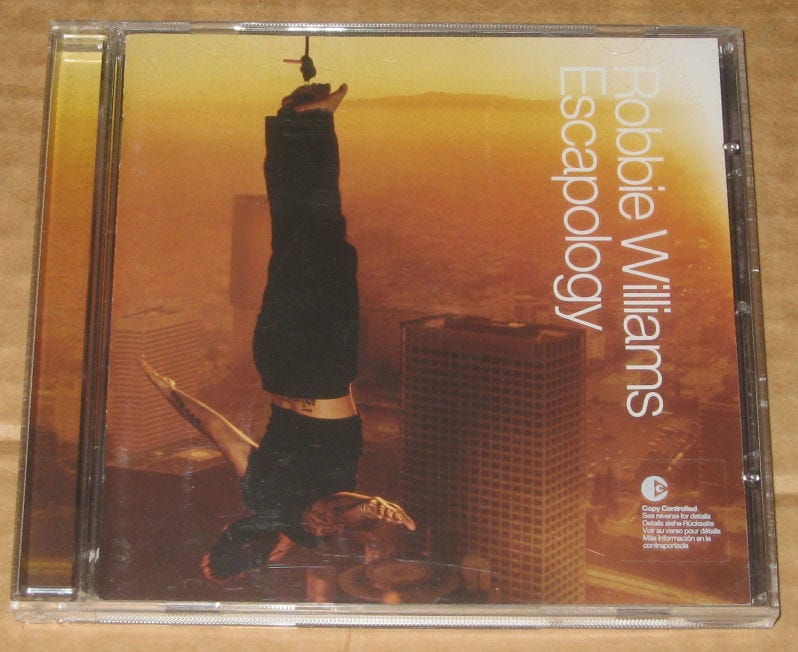 Robbie Williams
Escapology
Copy Controlled
See reverse for details
Details siehe Rückseite
Voir au verso pour détails
Más información en la
contraportada